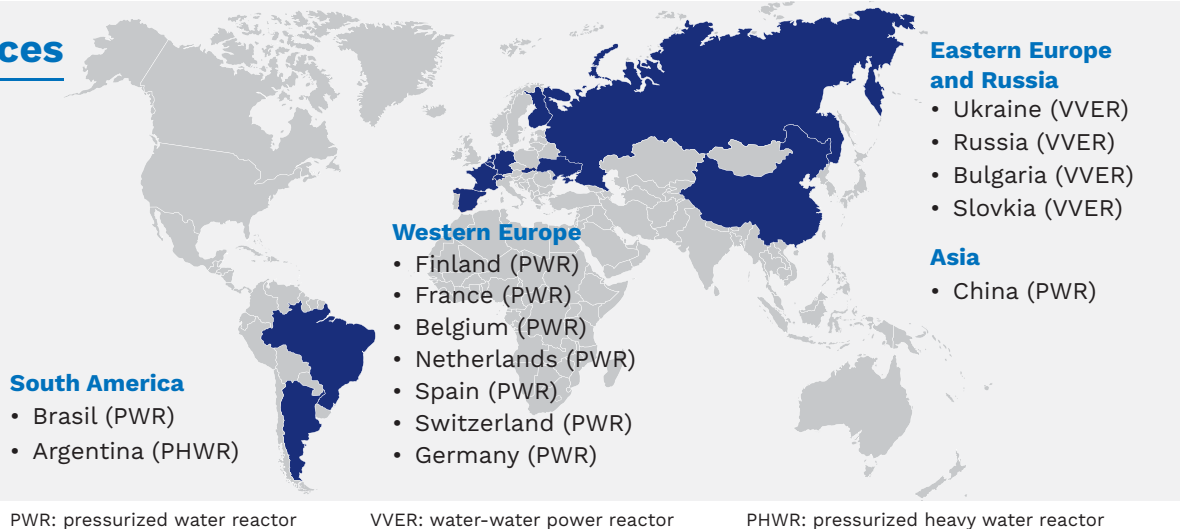 ces
Eastern Europe
and Russia
• Ukraine (VVER)
• Russia (VVER)
• Bulgaria (VVER)
• Slovkia (VVER)
Asia
• China (PWR)
Western Europe
• Finland (PWR)
• France (PWR)
• Belgium (PWR)
• Netherlands (PWR)
• Spain (PWR)
• Switzerland (PWR)
• Germany (PWR)
South America
• Brasil (PWR)
• Argentina (PHWR)
PWR: pressurized water reactor
VVER: water-water power reactor
PHWR: pressurized heavy water reactor